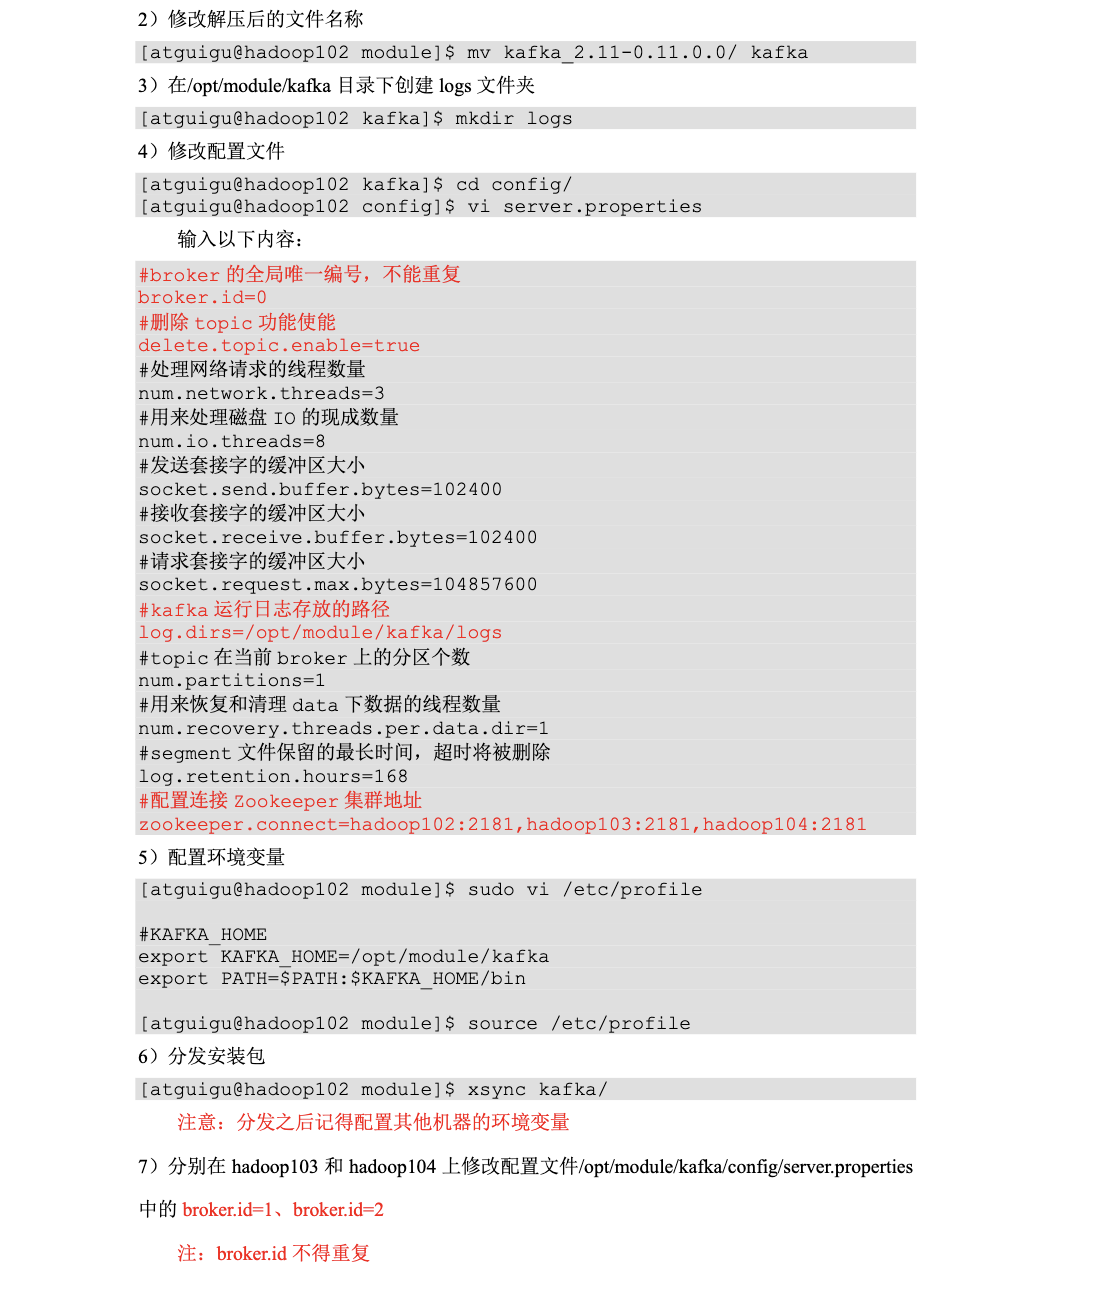 2）修改解压后的文件名称
[atguigu@hadoop102 module]$ mv kafka_2.11-0.11.0.0/ kafka
3）在/opt/module/kafka 目录下创建 logs 文件夹
[atguigu@hadoop102 kafka]$ mkdir logs
4）修改配置文件
[atguigu@hadoop102 kafka]$ cd config/
[atguigu@hadoop102 config]$ vi server.properties
输入以下内容：
#broker 的全局唯一编号，不能重复
broker.id=0
#删除 topic 功能使能
delete.topic.enable=true
#处理网络请求的线程数量
num.network.threads=3
#用来处理磁盘 IO 的现成数量
num.io.threads=8
#发送套接字的缓冲区大小
socket.send.buffer.bytes=102400
#接收套接字的缓冲区大小
socket.receive.buffer.bytes=102400
#请求套接字的缓冲区大小
socket.request.max.bytes=104857600
#kafka 运行日志存放的路径
log.dirs=/opt/module/kafka/logs
#topic 在当前 broker 上的分区个数
num.partitions=1
#用来恢复和清理 data 下数据的线程数量
num.recovery.threads.per.data.dir=1
#segment 文件保留的最长时间，超时将被删除
log.retention.hours=168
#配置连接 Zookeeper 集群地址
zookeeper.connect=hadoop102:2181,hadoop103:2181,hadoop104:2181
5）配置环境变量
[atguigu@hadoop102 module]$ sudo vi /etc/profile
#KAFKA_HOME
export KAFKA_HOME=/opt/module/kafka
export PATH=$PATH:$KAFKA_HOME/bin
[atguigu@hadoop102 module]$ source /etc/profile
6）分发安装包
[atguigu@hadoop102 module]$ xsync kafka/
注意：分发之后记得配置其他机器的环境变量
7）分别在 hadoop103 和 hadoop104 上修改配置文件/opt/module/kafka/config/server.properties
中的 broker.id=1、broker.id=2
注：broker.id 不得重复